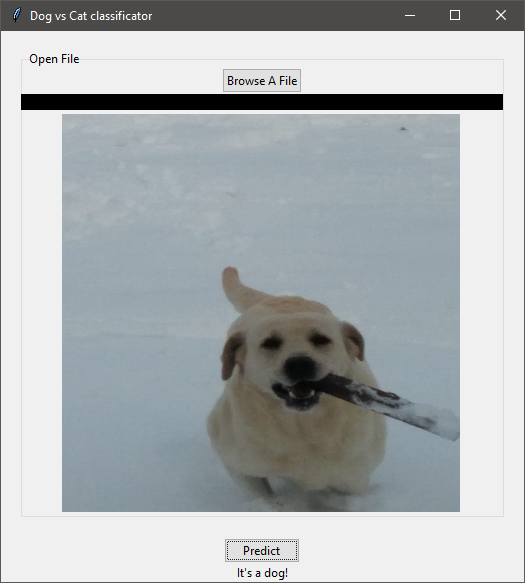 Dog vs Cat classificator
Open File
Browse A File
Predict
It's a dog!